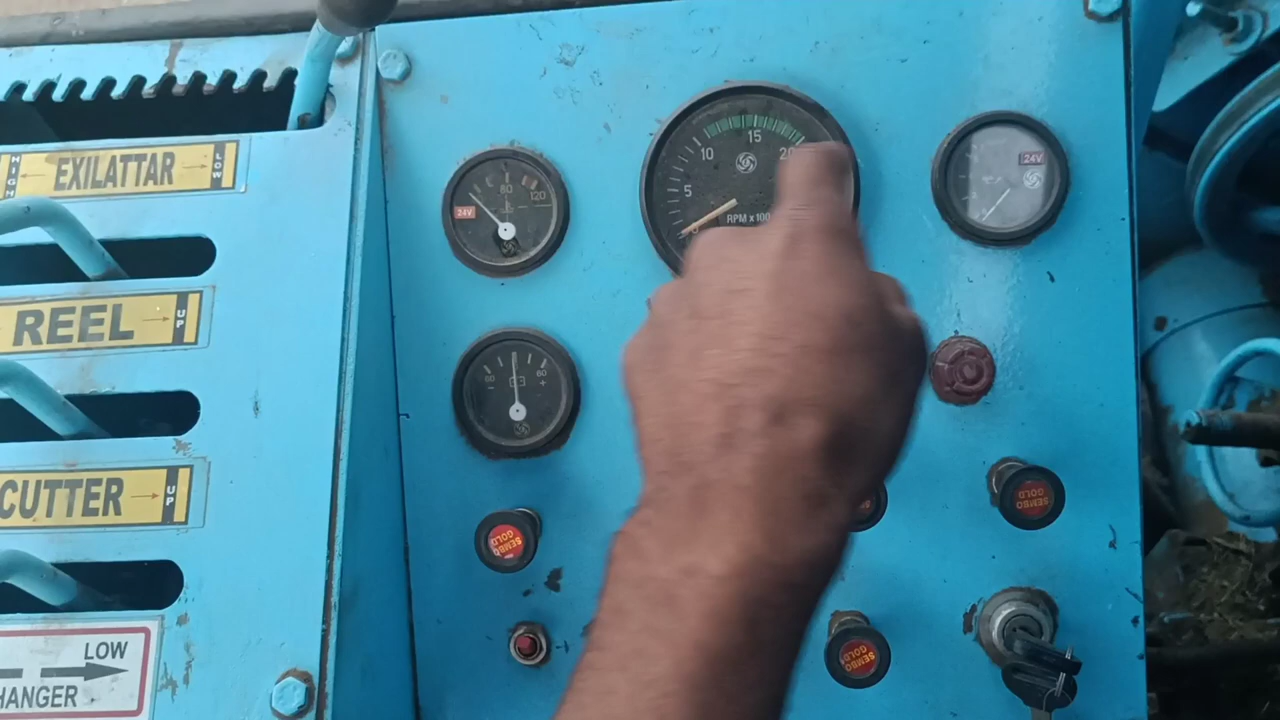 HIGH
EXILATTAR
LOW
REEL
UP
CUTTER
UP
LOW
HANGER
80
120
24V
5
10
15
RPM x 100
24V
60
60
- +
SEMBO
GOLD
SEMBO
GOLD
SEMBO
GOLD